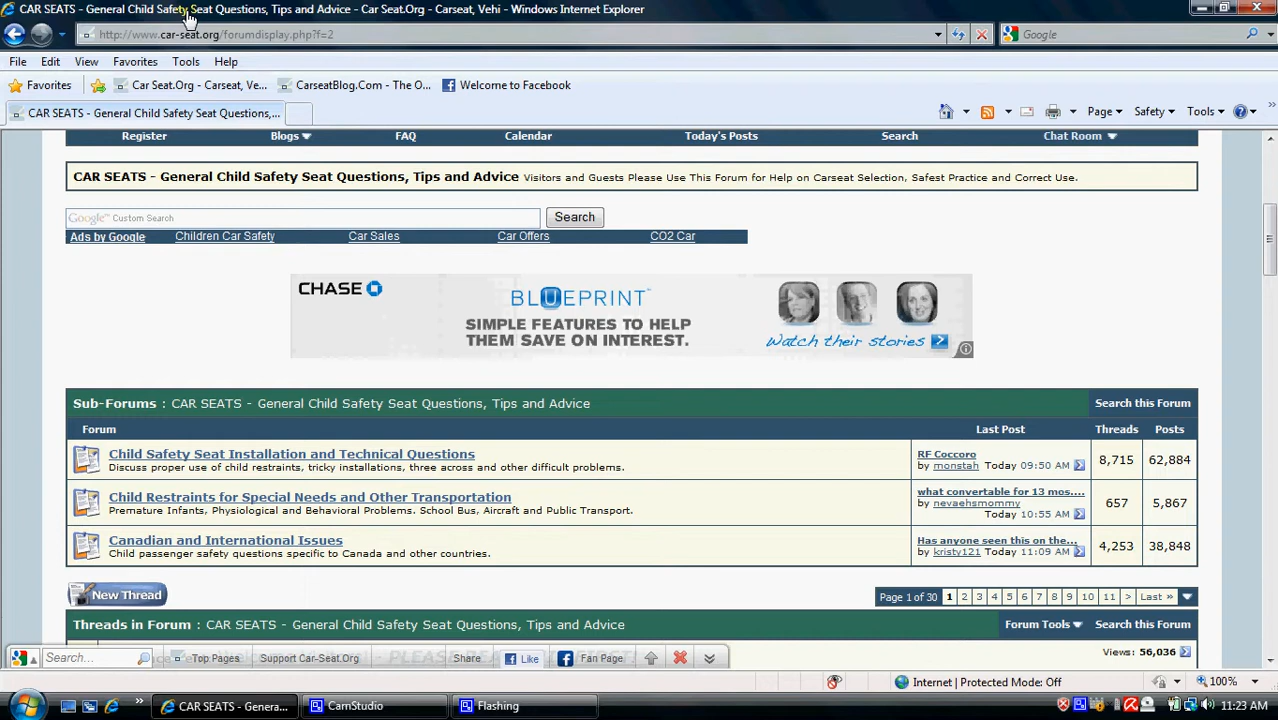 CAR SEATS - General Child Safety Seat Questions, Tips and Advice - Car Seat.Org - Carseat, Vehi - Windows Internet Explorer
http://www.car-seat.org/forumdisplay.php?f=2
Google
File Edit View Favorites Tools Help
Favorites Car Seat.Org - Carseat, Ve... CarseatBlog.Com - The O... Welcome to Facebook
CAR SEATS - General Child Safety Seat Questions,... Page Safety Tools
Register Blogs FAQ Calendar Today's Posts Search Chat Room
CAR SEATS - General Child Safety Seat Questions, Tips and Advice Visitors and Guests Please Use This Forum for Help on Carseat Selection, Safest Practice and Correct Use.
Google™ Custom Search Search
Ads by Google Children Car Safety Car Sales Car Offers CO2 Car
CHASE
BLUEPRINT
SIMPLE FEATURES TO HELP
THEM SAVE ON INTEREST.
Watch their stories
Sub-Forums : CAR SEATS - General Child Safety Seat Questions, Tips and Advice Search this Forum
Forum Last Post Threads Posts
Child Safety Seat Installation and Technical Questions
Discuss proper use of child restraints, tricky installations, three across and other difficult problems.
RF Coccoro
by monstah Today 09:50 AM
8,715 62,884
Child Restraints for Special Needs and Other Transportation
Premature Infants, Physiological and Behavioral Problems. School Bus, Aircraft and Public Transport.
what convertable for 13 mos....
by nevaehsmommy
Today 10:55 AM
657 5,867
Canadian and International Issues
Child passenger safety questions specific to Canada and other countries.
Has anyone seen this on the...
by kristy121 Today 11:09 AM
4,253 38,848
New Thread
Page 1 of 30 1 2 3 4 5 6 7 8 9 10 11 > Last »
Threads in Forum : CAR SEATS - General Child Safety Seat Questions, Tips and Advice Forum Tools Search this Forum
Views: 56,036
Search... Top Pages Support Car-Seat.Org Share Like Fan Page
Internet | Protected Mode: Off 100%
CAR SEATS - Genera... CamStudio Flashing 11:23 AM